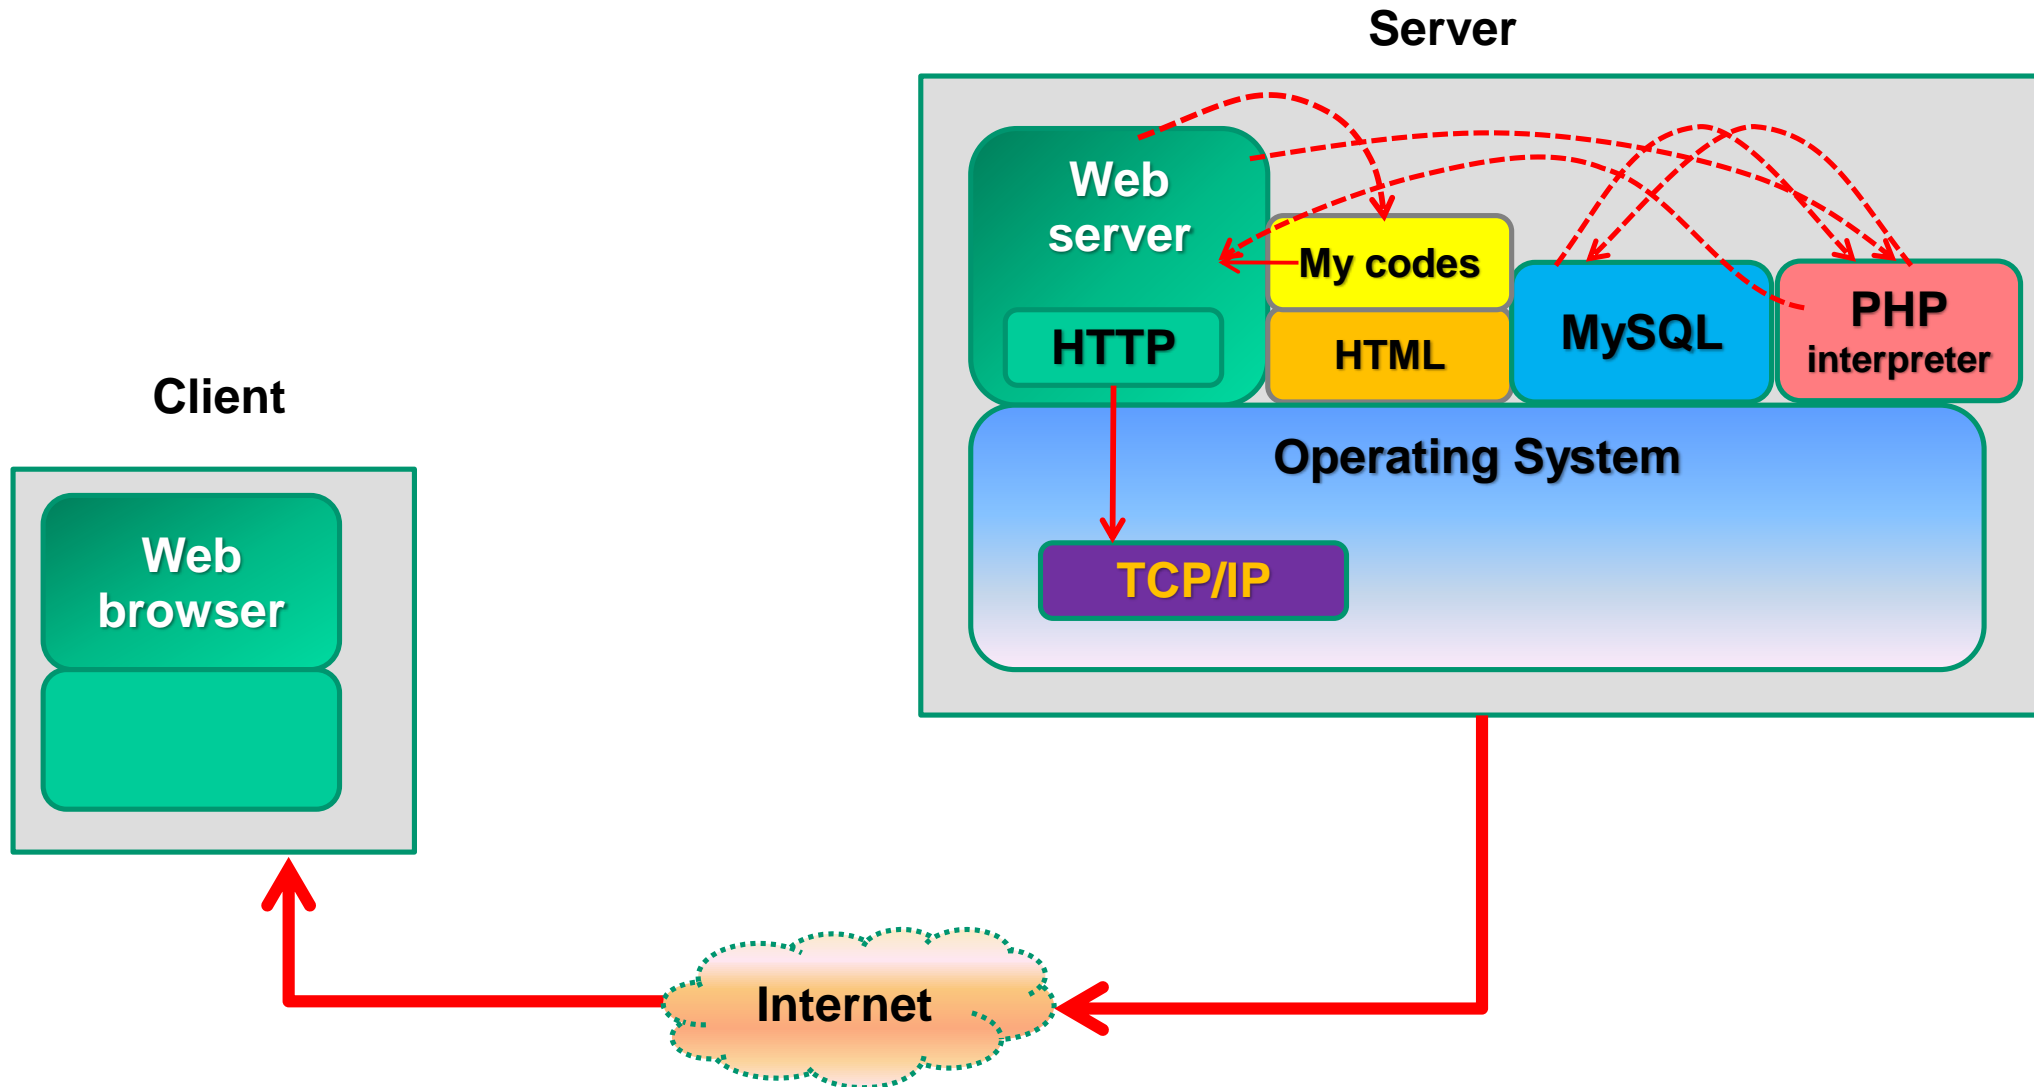 Server
Web
server
My codes
HTTP
HTML
MySQL
PHP
interpreter
Client
Operating System
Web
browser
TCP/IP
Internet